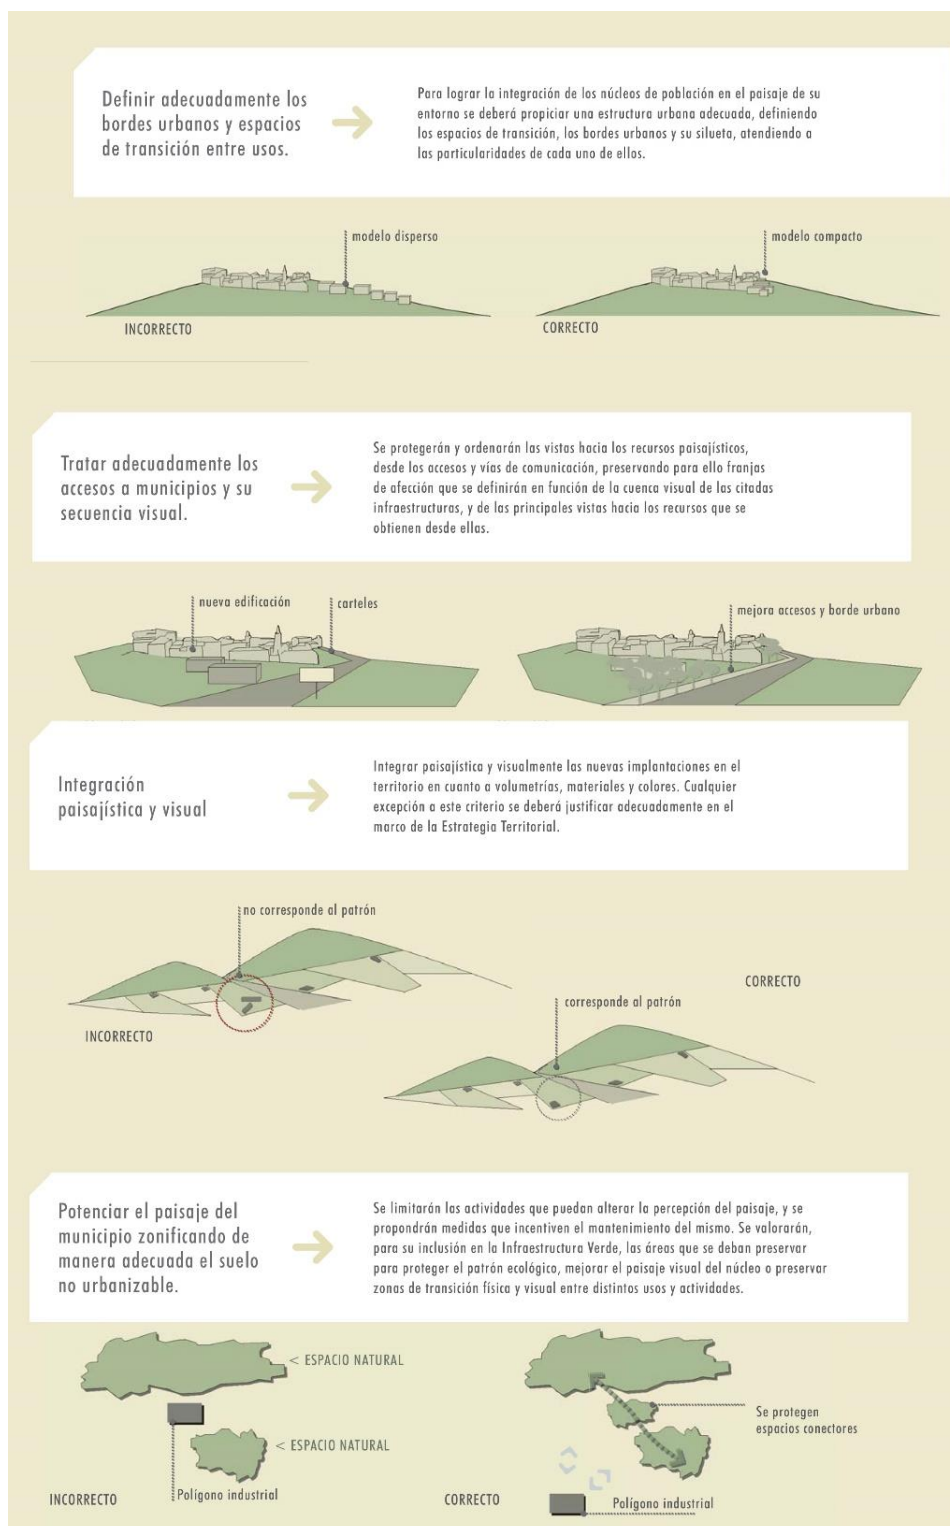 Definir adecuadamente los
bordes urbanos y espacios
de transición entre usos.
Para lograr la integración de los núcleos de población en el paisaje de su
entorno se deberá propiciar una estructura urbana adecuada, definiendo
los espacios de transición, los bordes urbanos y su silueta, atendiendo a
las particularidades de cada uno de ellos.
modelo disperso
modelo compacto
INCORRECTO
CORRECTO
Tratar adecuadamente los
accesos a municipios y su
secuencia visual.
Se protegerán y ordenarán las vistas hacia los recursos paisajísticos,
desde los accesos y vías de comunicación, preservando para ello franjas
de afección que se definirán en función de la cuenca visual de las citadas
infraestructuras, y de las principales vistas hacia los recursos que se
obtienen desde ellas.
nueva edificación
carteles
mejora accesos y borde urbano
Integración
paisajística y visual
Integrar paisajística y visualmente las nuevas implantaciones en el
territorio en cuanto a volumetrías, materiales y colores. Cualquier
excepción a este criterio se deberá justificar adecuadamente en el
marco de la Estrategia Territorial.
no corresponde al patrón
INCORRECTO
CORRECTO
corresponde al patrón
Potenciar el paisaje del
municipio zonificando de
manera adecuada el suelo
no urbanizable.
Se limitarán las actividades que puedan alterar la percepción del paisaje, y se
propondrán medidas que incentiven el mantenimiento del mismo. Se valorarán,
para su inclusión en la Infraestructura Verde, las áreas que se deban preservar
para proteger el patrón ecológico, mejorar el paisaje visual del núcleo o preservar
zonas de transición física y visual entre distintos usos y actividades.
< ESPACIO NATURAL
< ESPACIO NATURAL
Polígono industrial
INCORRECTO
Se protegen
espacios conectores
CORRECTO
Polígono industrial